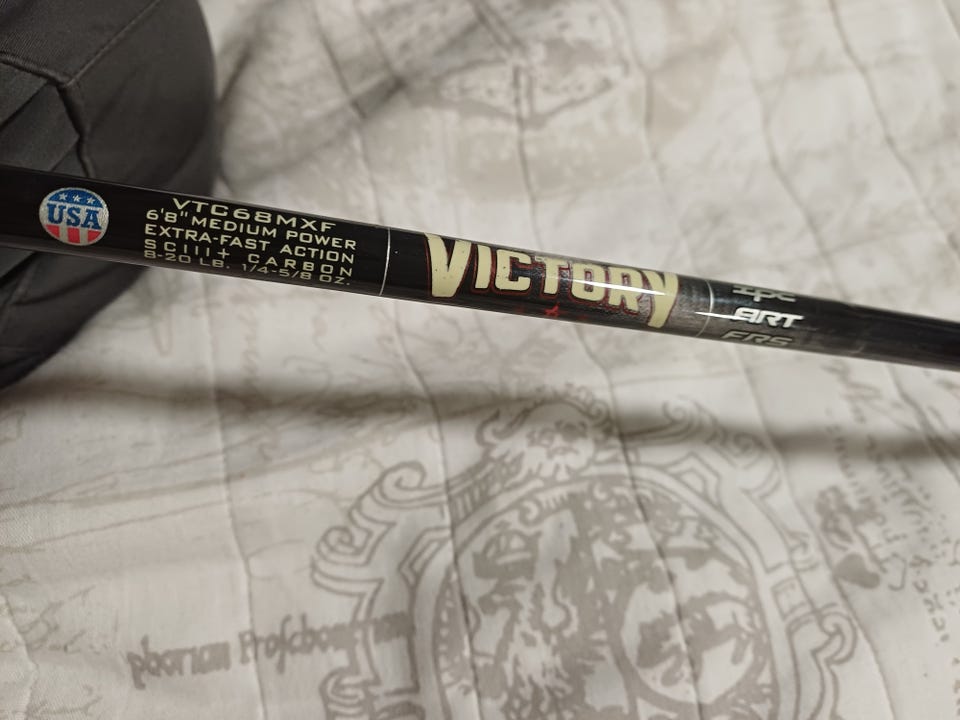 USA
VTC68MXF
6'8" MEDIUM POWER
EXTRA-FAST ACTION
SCIII+ CARBON
8-20 LB. 1/4-5/8 OZ.
VICTORY
IPC
ART
FRS